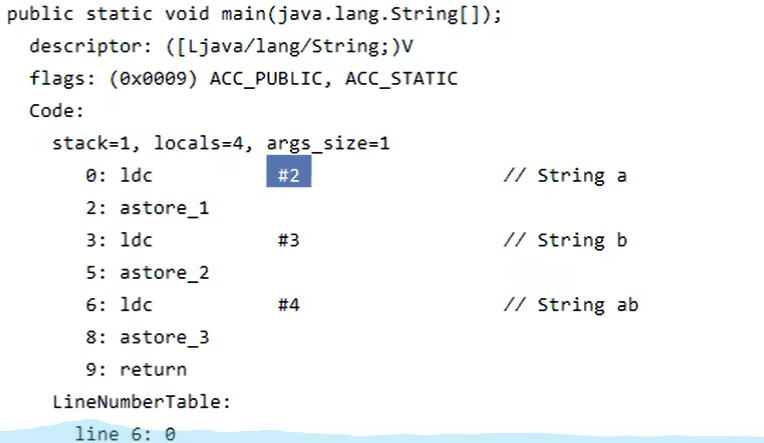 public static void main(java.lang.String[]);
descriptor: ([Ljava/lang/String;)V
flags: (0x0009) ACC_PUBLIC, ACC_STATIC
Code:
stack=1, locals=4, args_size=1
0: ldc #2 // String a
2: astore_1
3: ldc #3 // String b
5: astore_2
6: ldc #4 // String ab
8: astore_3
9: return
LineNumberTable:
line 6: 0